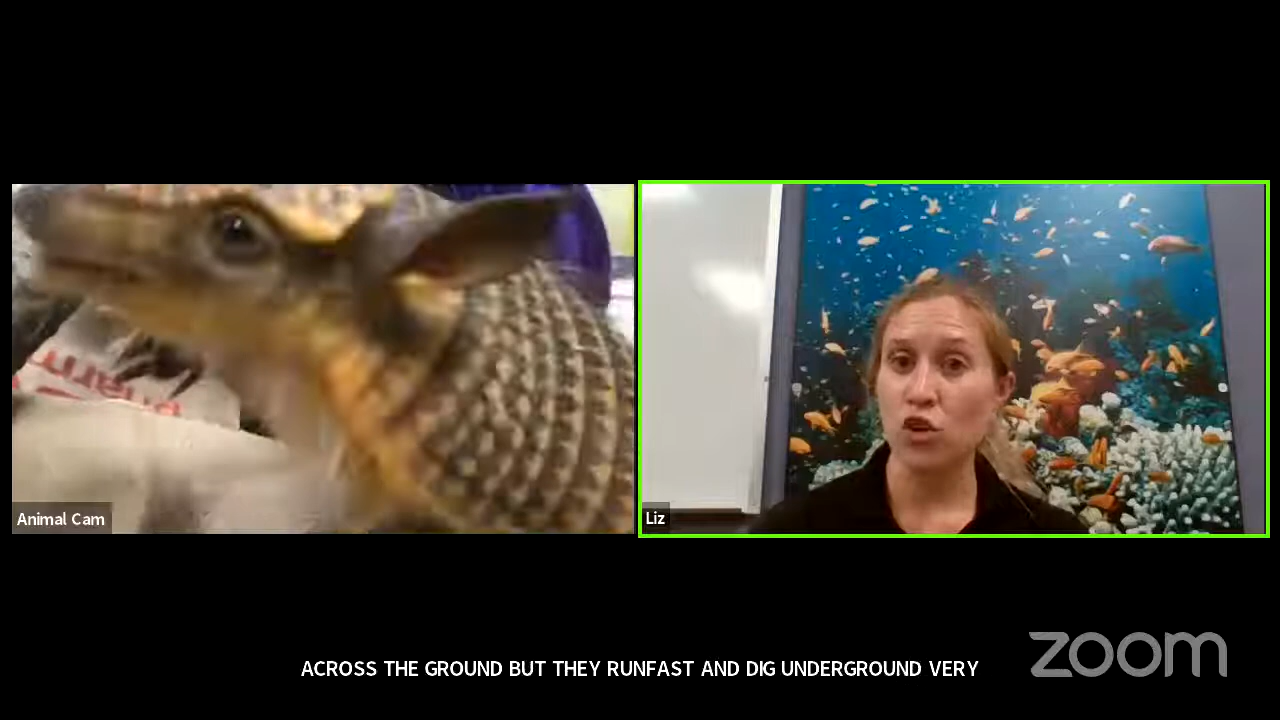 Animal Cam
Liz
ACROSS THE GROUND BUT THEY RUNFAST AND DIG UNDERGROUND VERY
zoom